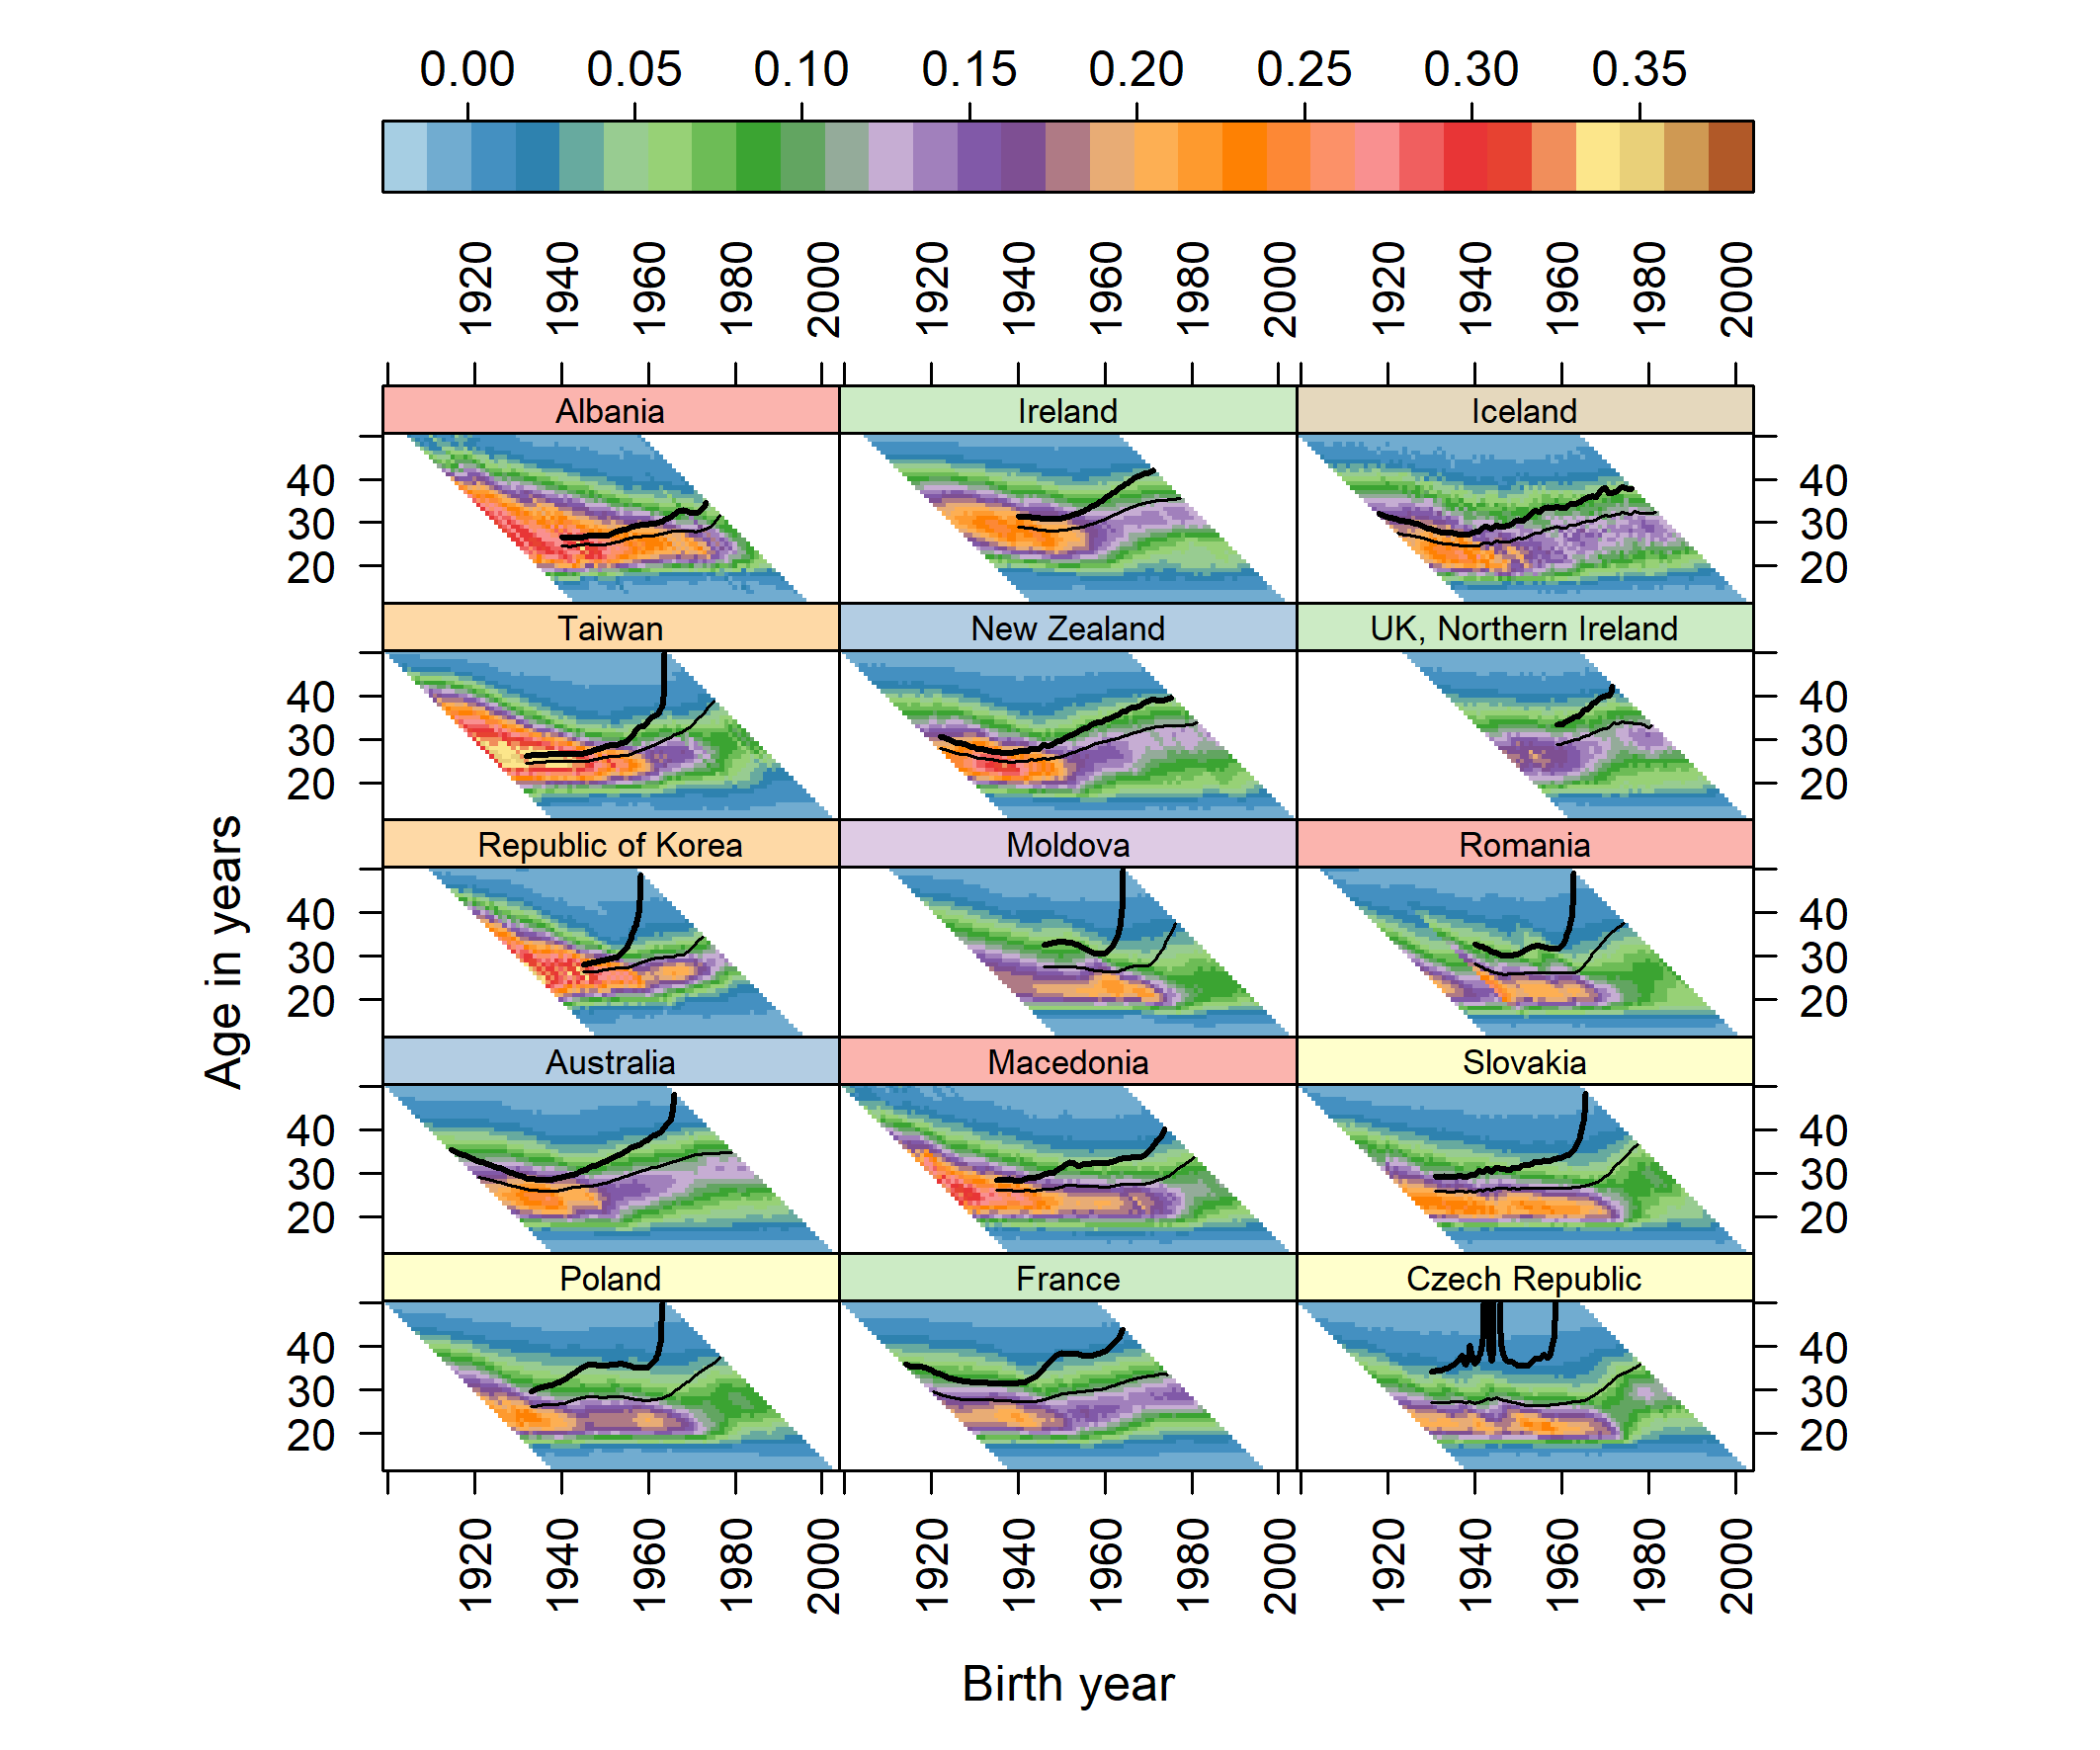 0.00 0.05 0.10 0.15 0.20 0.25 0.30 0.35
1920 1940 1960 1980 2000 1920 1940 1960 1980 2000 1920 1940 1960 1980 2000
Albania Ireland Iceland
40 40
30 30
20 20
Taiwan New Zealand UK, Northern Ireland
40 40
30 30
20 20
Republic of Korea Moldova Romania
40 40
30 30
20 20
Australia Macedonia Slovakia
40 40
30 30
20 20
Poland France Czech Republic
40 40
30 30
20 20
1920 1940 1960 1980 2000 1920 1940 1960 1980 2000 1920 1940 1960 1980 2000
Age in years
Birth year